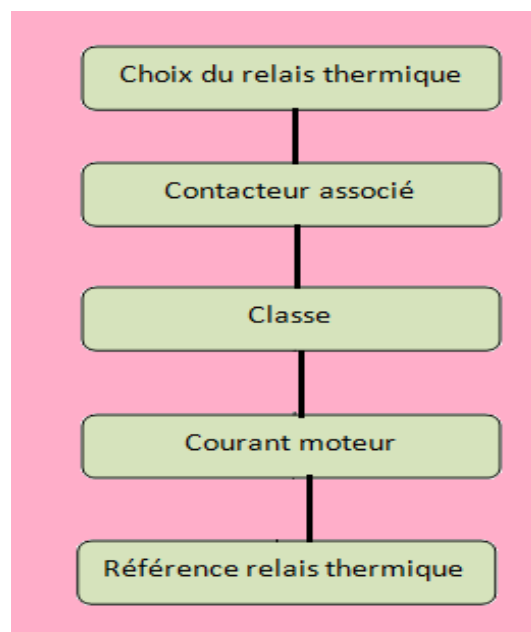 Choix du relais thermique
Contacteur associé
Classe
Courant moteur
Référence relais thermique